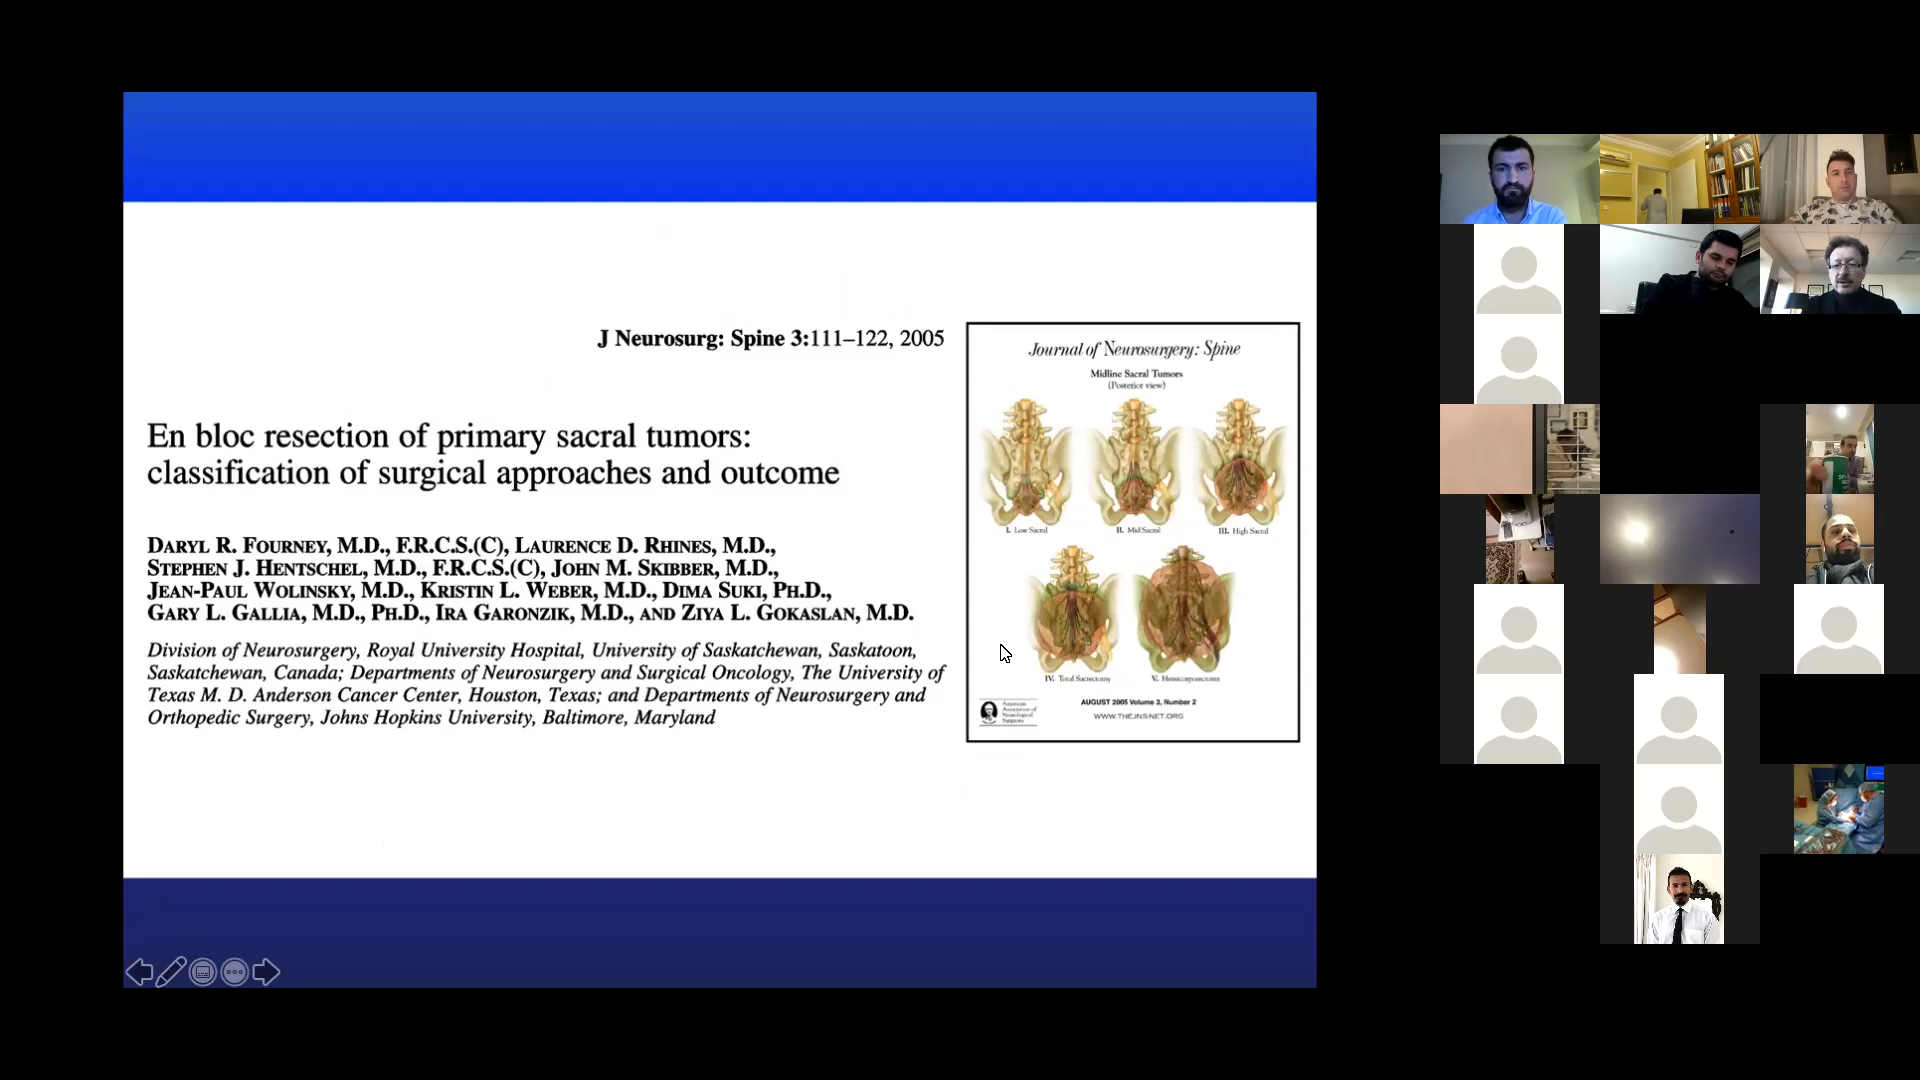 J Neurosurg: Spine 3:111–122, 2005
En bloc resection of primary sacral tumors:
classification of surgical approaches and outcome
DARYL R. FOURNEY, M.D., F.R.C.S.(C), LAURENCE D. RHINES, M.D.,
STEPHEN J. HENTSCHEL, M.D., F.R.C.S.(C), JOHN M. SKIBBER, M.D.,
JEAN-PAUL WOLINSKY, M.D., KRISTIN L. WEBER, M.D., DIMA SUKI, PH.D.,
GARY L. GALLIA, M.D., PH.D., IRA GARONZIK, M.D., AND ZIYA L. GOKASLAN, M.D.
Division of Neurosurgery, Royal University Hospital, University of Saskatchewan, Saskatoon,
Saskatchewan, Canada; Departments of Neurosurgery and Surgical Oncology, The University of
Texas M. D. Anderson Cancer Center, Houston, Texas; and Departments of Neurosurgery and
Orthopedic Surgery, Johns Hopkins University, Baltimore, Maryland
Journal of Neurosurgery: Spine
Midline Sacral Tumors
(Posterior view)
I. Low Sacral
II. Mid Sacral
III. High Sacral
IV. Total Sacrectomy
V. Hemicorporectomy
American
Association of
Neurological
Surgeons
AUGUST 2005 Volume 3, Number 2
WWW.THEJNS-NET.ORG